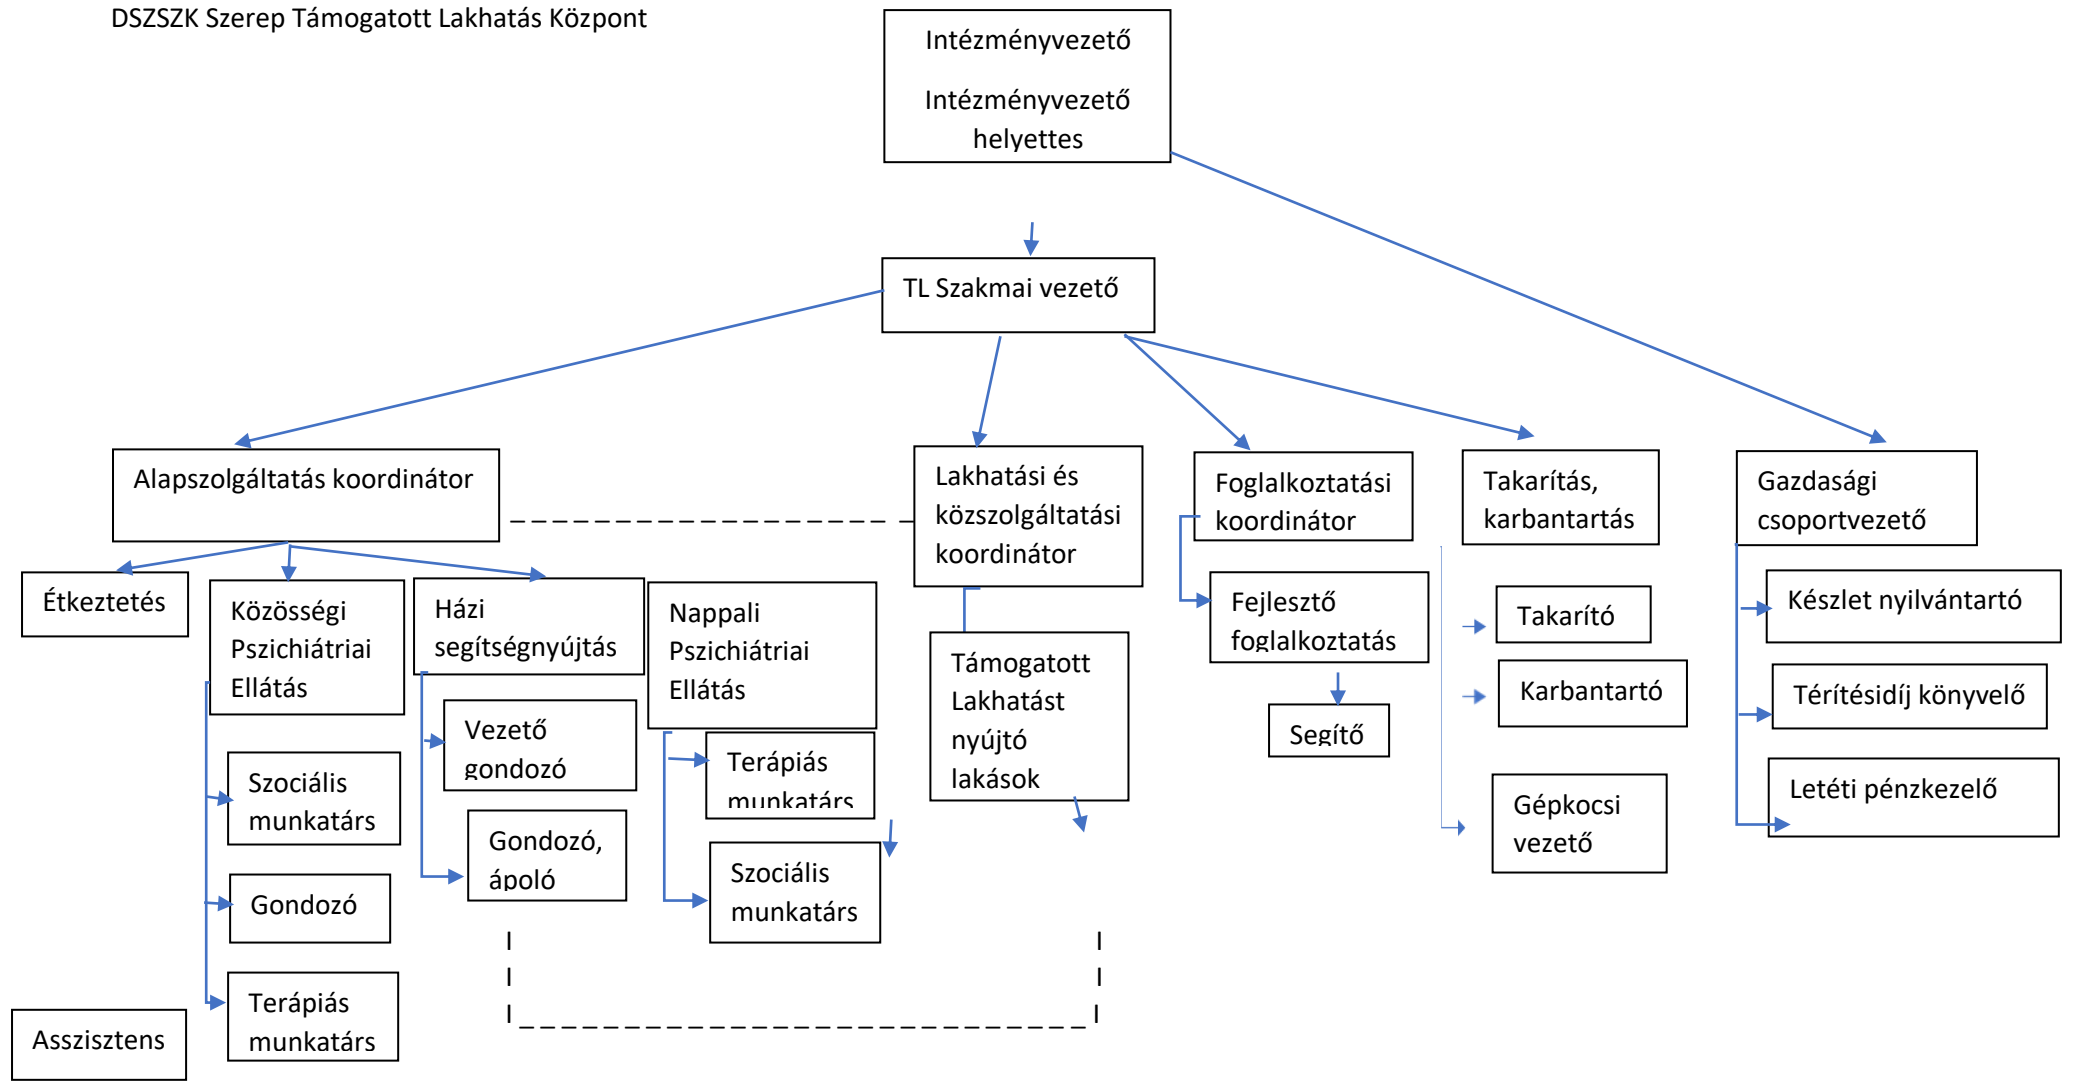 DSZSZK Szerep Támogatott Lakhatás Központ
Intézményvezető
Intézményvezető
helyettes
TL Szakmai vezető
Alapszolgáltatás koordinátor
Lakhatási és
közszolgáltatási
koordinátor
Foglalkoztatási
koordinátor
Takarítás,
karbantartás
Gazdasági
csoportvezető
Étkeztetés
Közösségi
Pszichiátriai
Ellátás
Házi
segítségnyújtás
Nappali
Pszichiátriai
Ellátás
Támogatott
Lakhatást
nyújtó
lakások
Fejlesztő
foglalkoztatás
Segítő
Takarító
Karbantartó
Gépkocsi
vezető
Készlet nyilvántartó
Térítésidíj könyvelő
Letéti pénzkezelő
Szociális
munkatárs
Gondozó
Terápiás
munkatárs
Vezető
gondozó
Gondozó,
ápoló
Terápiás
munkatárs
Szociális
munkatárs
Asszisztens